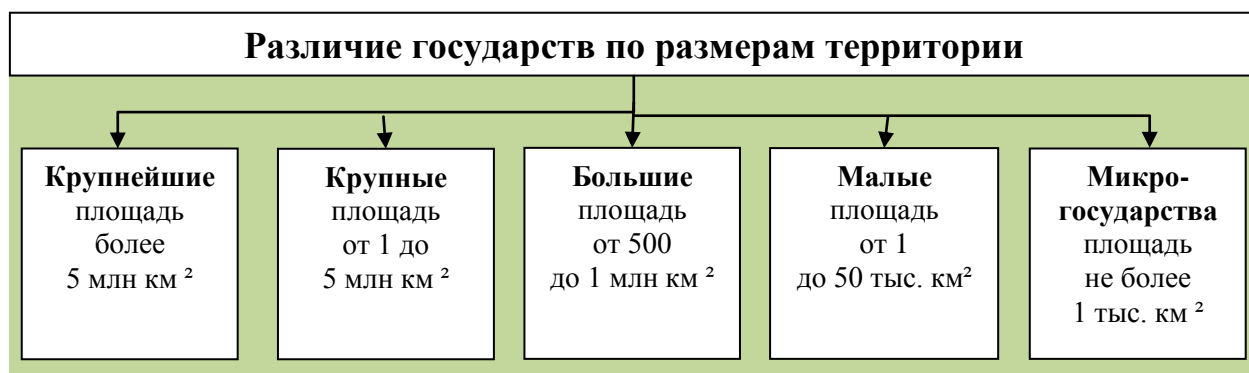 Различие государств по размерам территории
Крупнейшие
площадь
более
5 млн км ²
Крупные
площадь
от 1 до
5 млн км ²
Большие
площадь
от 500
до 1 млн км ²
Малые
площадь
от 1
до 50 тыс. км²
Микро-
государства
площадь
не более
1 тыс. км ²